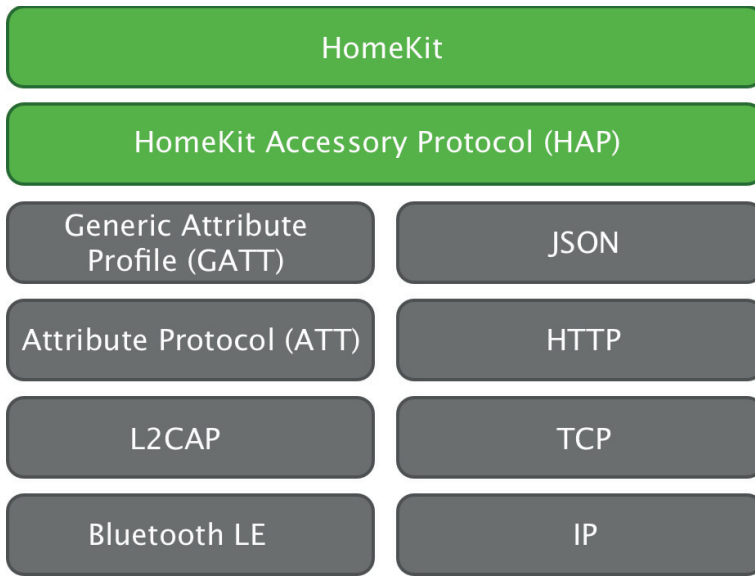 HomeKit
HomeKit Accessory Protocol (HAP)
Generic Attribute
Profile (GATT)
JSON
Attribute Protocol (ATT)
HTTP
L2CAP
TCP
Bluetooth LE
IP